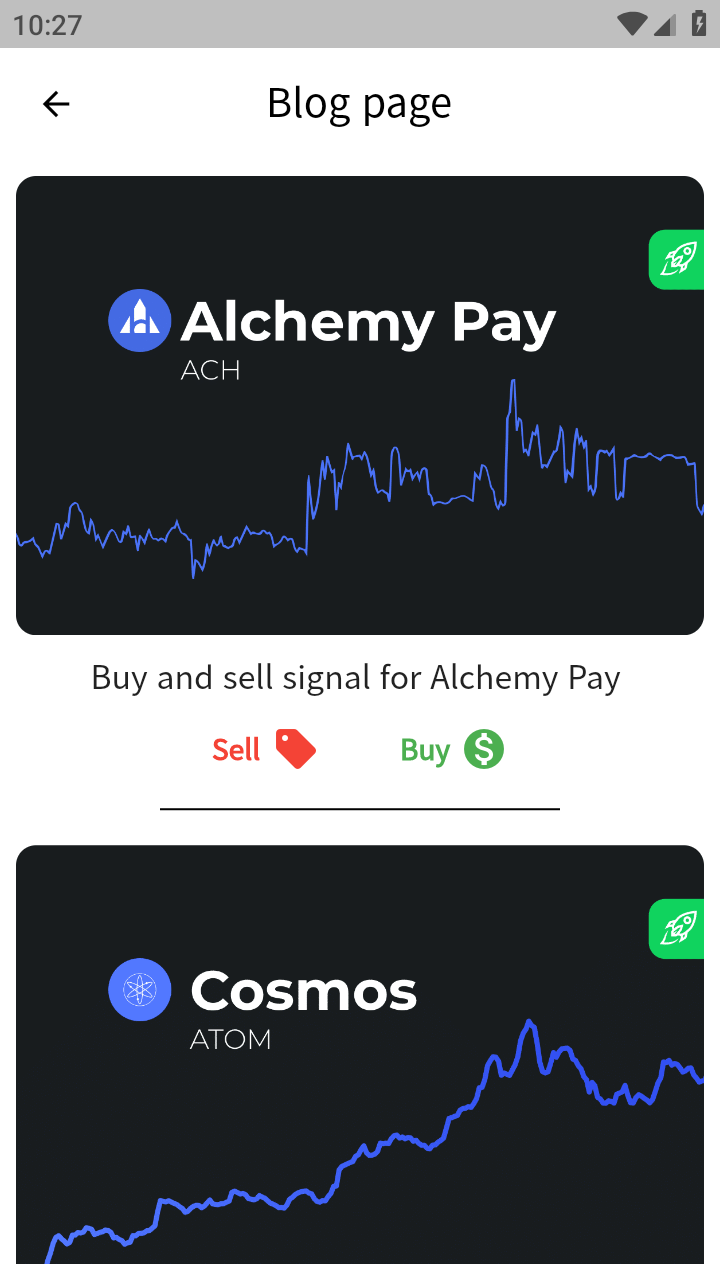 10:27
Blog page
Alchemy Pay
ACH
Buy and sell signal for Alchemy Pay
Sell
Buy
Cosmos
ATOM